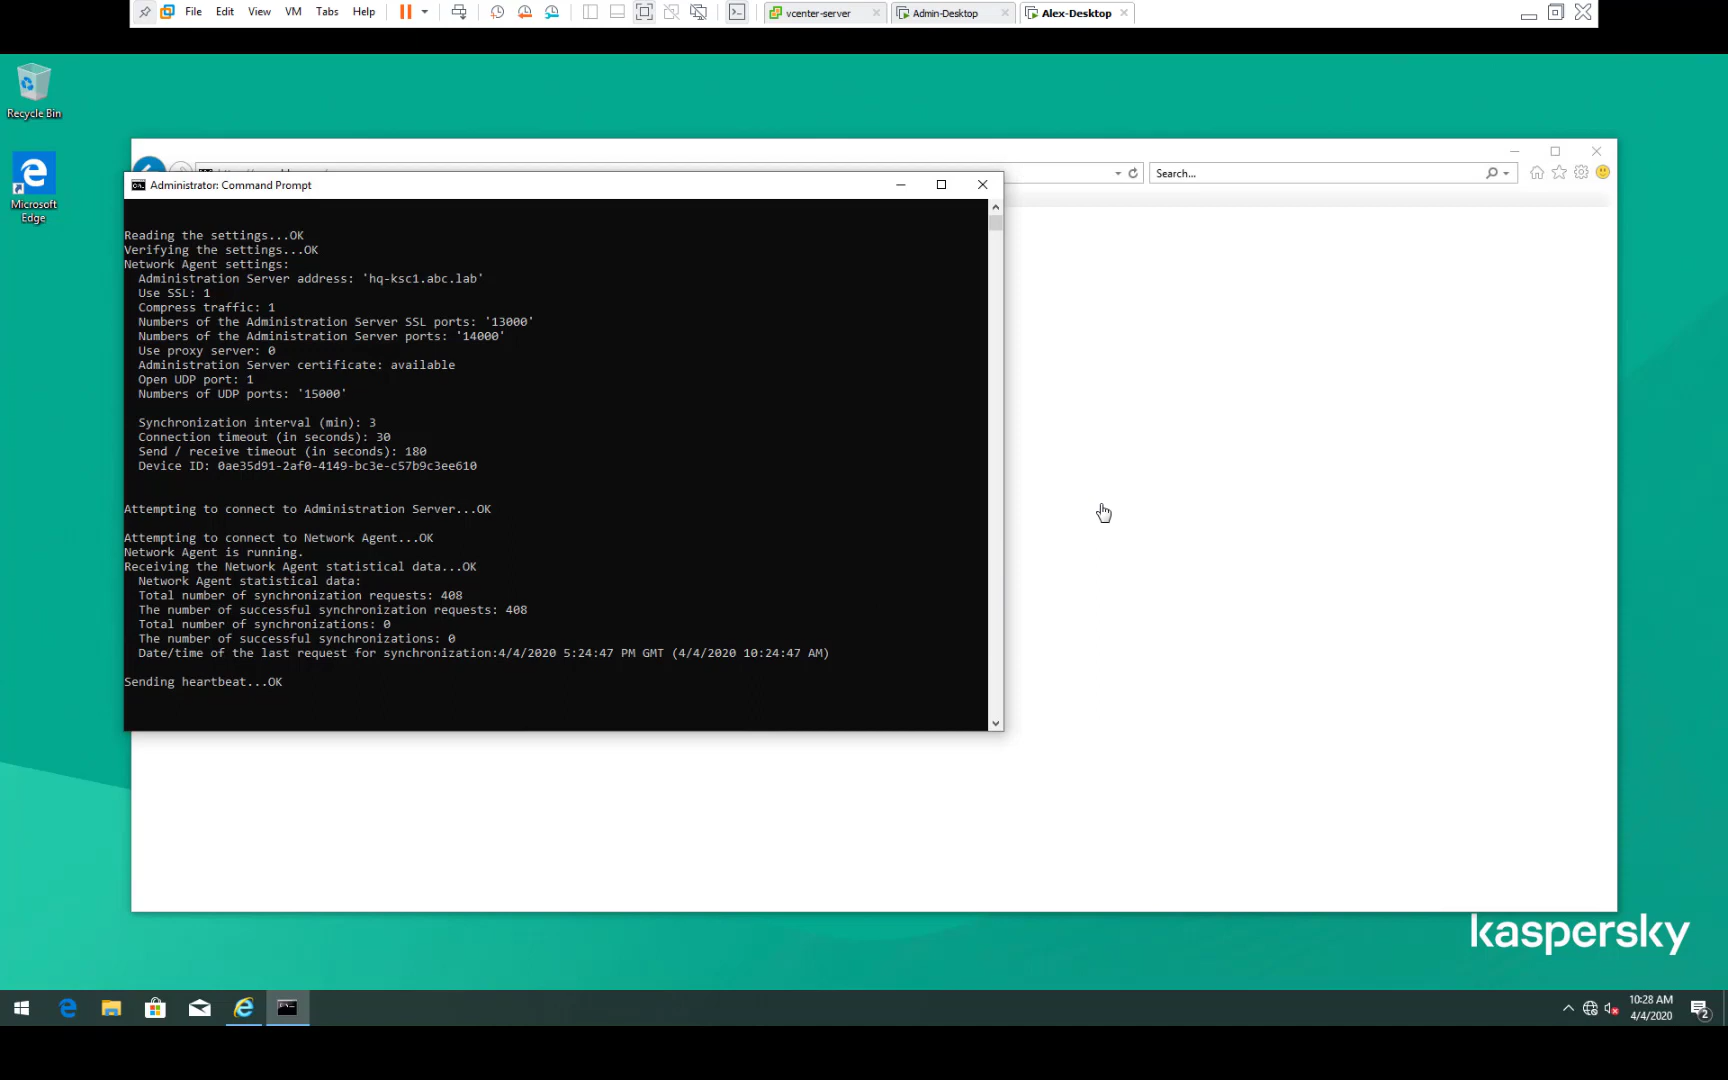 File Edit View VM Tabs Help
vcenter-server
Admin-Desktop
Alex-Desktop
Recycle Bin
Microsoft
Edge
Search...
Administrator: Command Prompt
Reading the settings...OK
Verifying the settings...OK
Network Agent settings:
Administration Server address: 'hq-ksc1.abc.lab'
Use SSL: 1
Compress traffic: 1
Numbers of the Administration Server SSL ports: '13000'
Numbers of the Administration Server ports: '14000'
Use proxy server: 0
Administration Server certificate: available
Open UDP port: 1
Numbers of UDP ports: '15000'
Synchronization interval (min): 3
Connection timeout (in seconds): 30
Send / receive timeout (in seconds): 180
Device ID: 0ae35d91-2af0-4149-bc3e-c57b9c3ee610
Attempting to connect to Administration Server...OK
Attempting to connect to Network Agent...OK
Network Agent is running.
Receiving the Network Agent statistical data...OK
Network Agent statistical data:
Total number of synchronization requests: 408
The number of successful synchronization requests: 408
Total number of synchronizations: 0
The number of successful synchronizations: 0
Date/time of the last request for synchronization:4/4/2020 5:24:47 PM GMT (4/4/2020 10:24:47 AM)
Sending heartbeat...OK
kaspersky
10:28 AM
4/4/2020
2